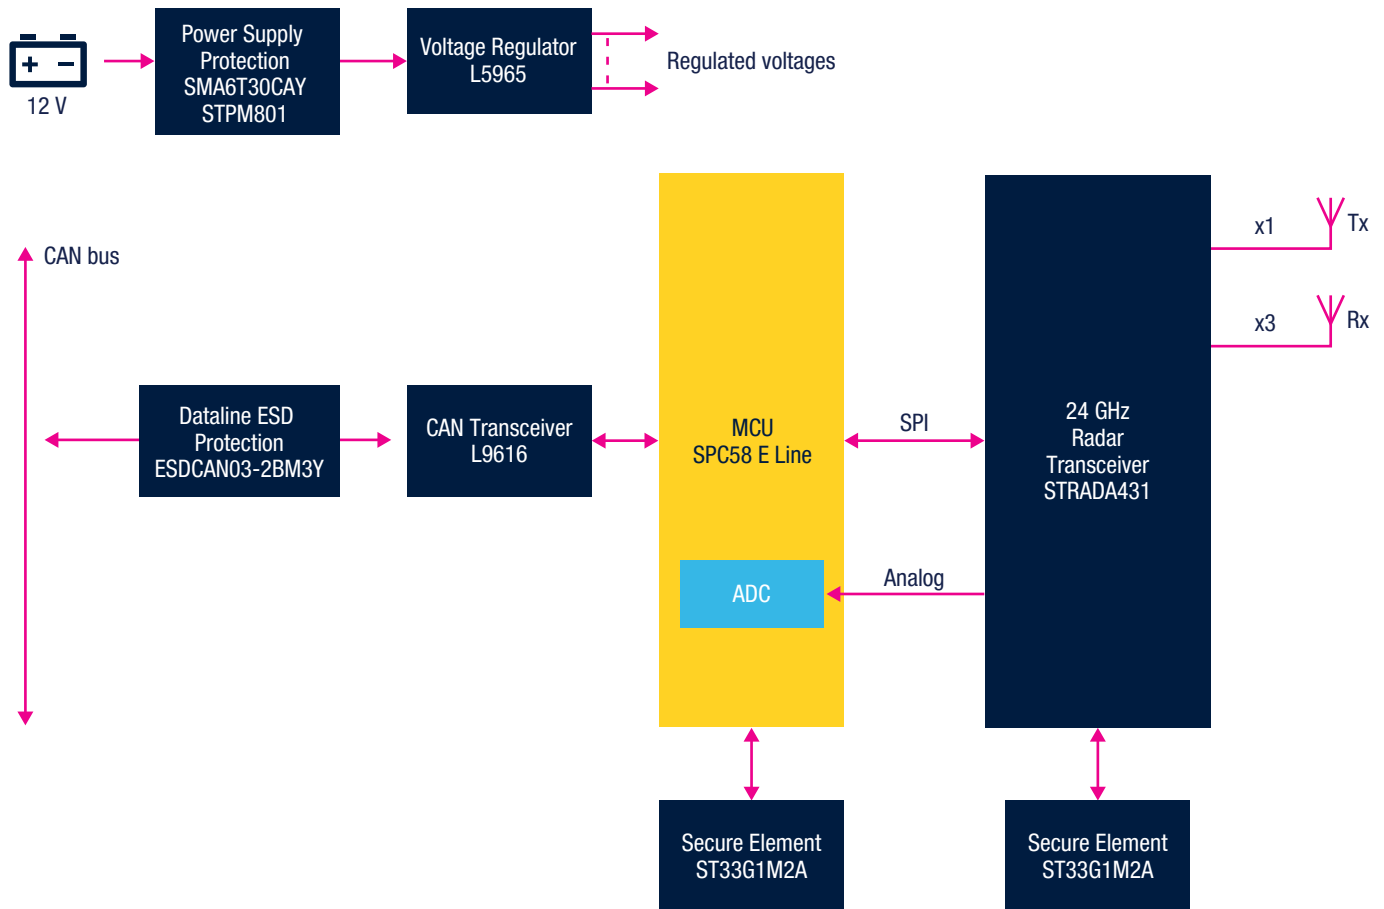 12 V
Power Supply
Protection
SMA6T30CAY
STPM801
Voltage Regulator
L5965
Regulated voltages
CAN bus
Dataline ESD
Protection
ESDCAN03-2BM3Y
CAN Transceiver
L9616
MCU
SPC58 E Line
ADC
SPI
Analog
24 GHz
Radar
Transceiver
STRADA431
x1
Tx
x3
Rx
Secure Element
ST33G1M2A
Secure Element
ST33G1M2A